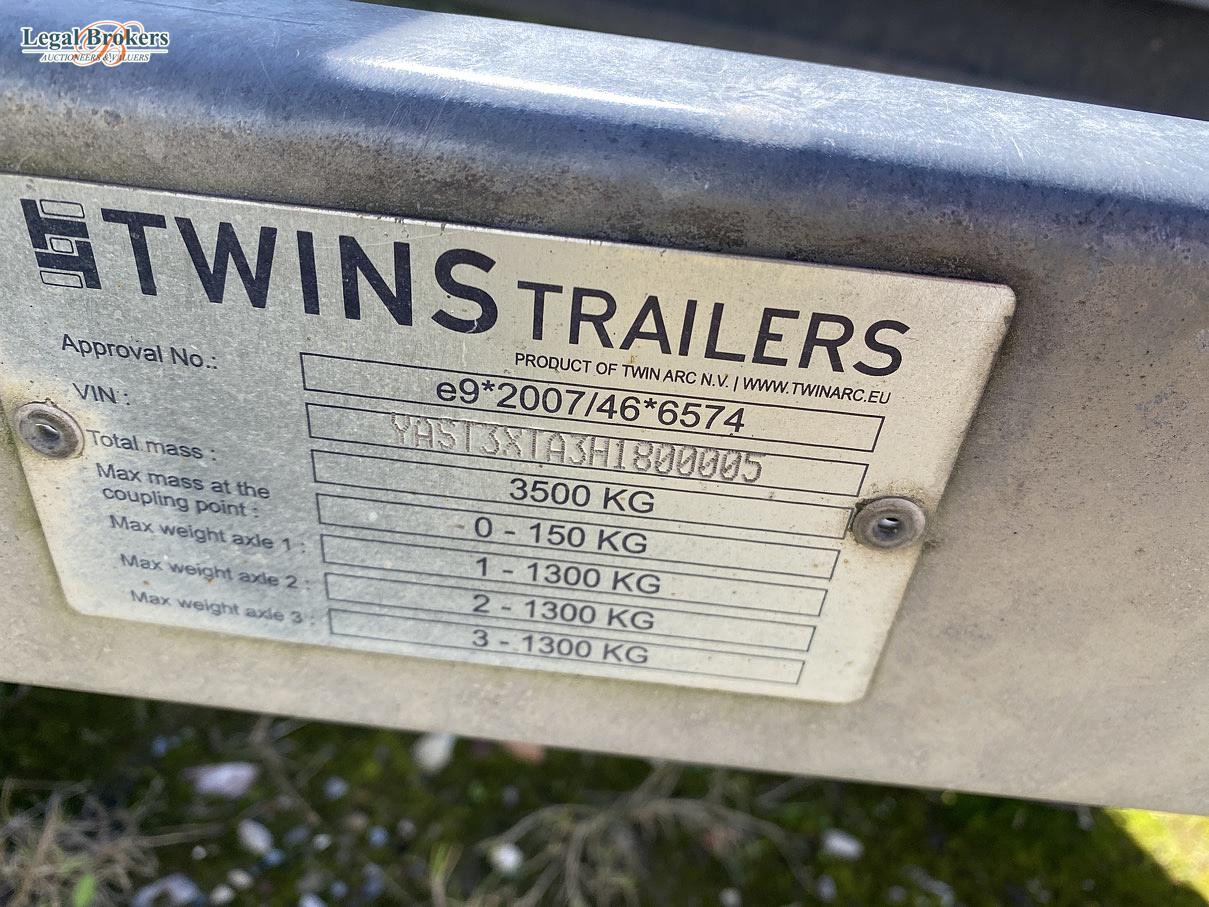 Legal Brokers
AUCTIONEERS & VALUERS
TWINS TRAILERS
PRODUCT OF TWIN ARC N.V. | WWW.TWINARC.EU
Approval No.: e9*2007/46*6574
VIN : YAST3XTA3H1800005
Total mass : 3500 KG
Max mass at the
coupling point : 0 - 150 KG
Max weight axle 1 : 1 - 1300 KG
Max weight axle 2 : 2 - 1300 KG
Max weight axle 3 : 3 - 1300 KG